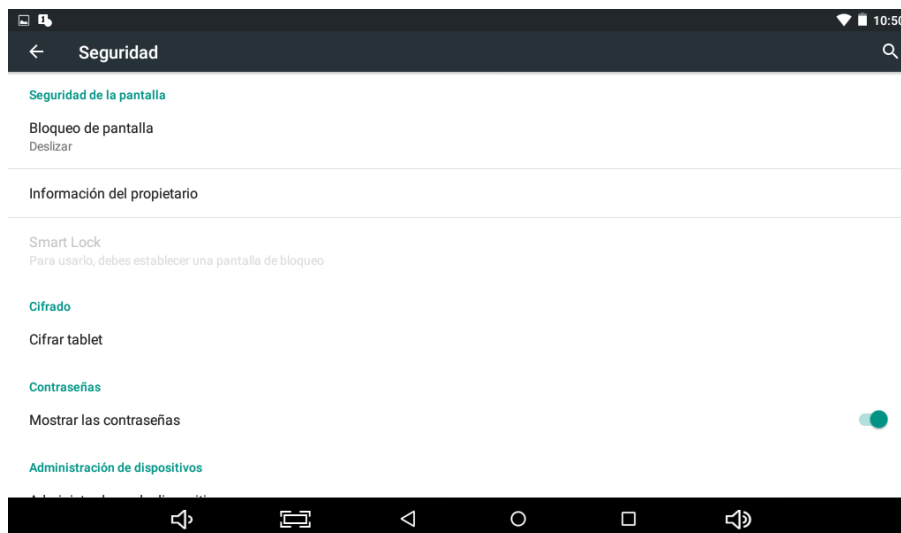 10:50
Seguridad
Seguridad de la pantalla
Bloqueo de pantalla
Deslizar
Información del propietario
Smart Lock
Para usarlo, debes establecer una pantalla de bloqueo
Cifrado
Cifrar tablet
Contraseñas
Mostrar las contraseñas
Administración de dispositivos